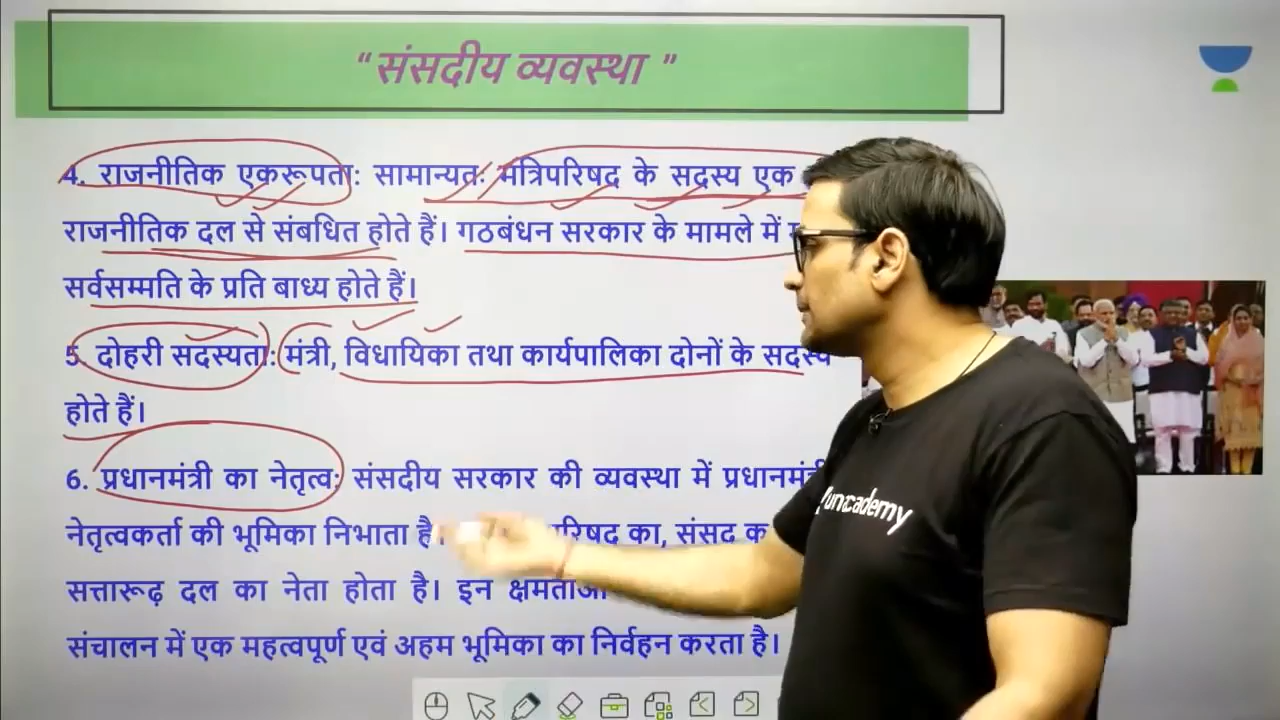 “ संसदीय व्यवस्था ”
4. राजनीतिक एकरूपता: सामान्यतः मंत्रिपरिषद के सदस्य एक
राजनीतिक दल से संबधित होते हैं। गठबंधन सरकार के मामले में
सर्वसम्मति के प्रति बाध्य होते हैं।
5. दोहरी सदस्यता: मंत्री, विधायिका तथा कार्यपालिका दोनों के सदस्य
होते हैं।
6. प्रधानमंत्री का नेतृत्व: संसदीय सरकार की व्यवस्था में प्रधानमंत्री
नेतृत्वकर्ता की भूमिका निभाता है। का, संसद
सत्तारूढ़ दल का नेता होता है। इन
संचालन में एक महत्वपूर्ण एवं अहम भूमिका का निर्वहन करता है।
unacademy